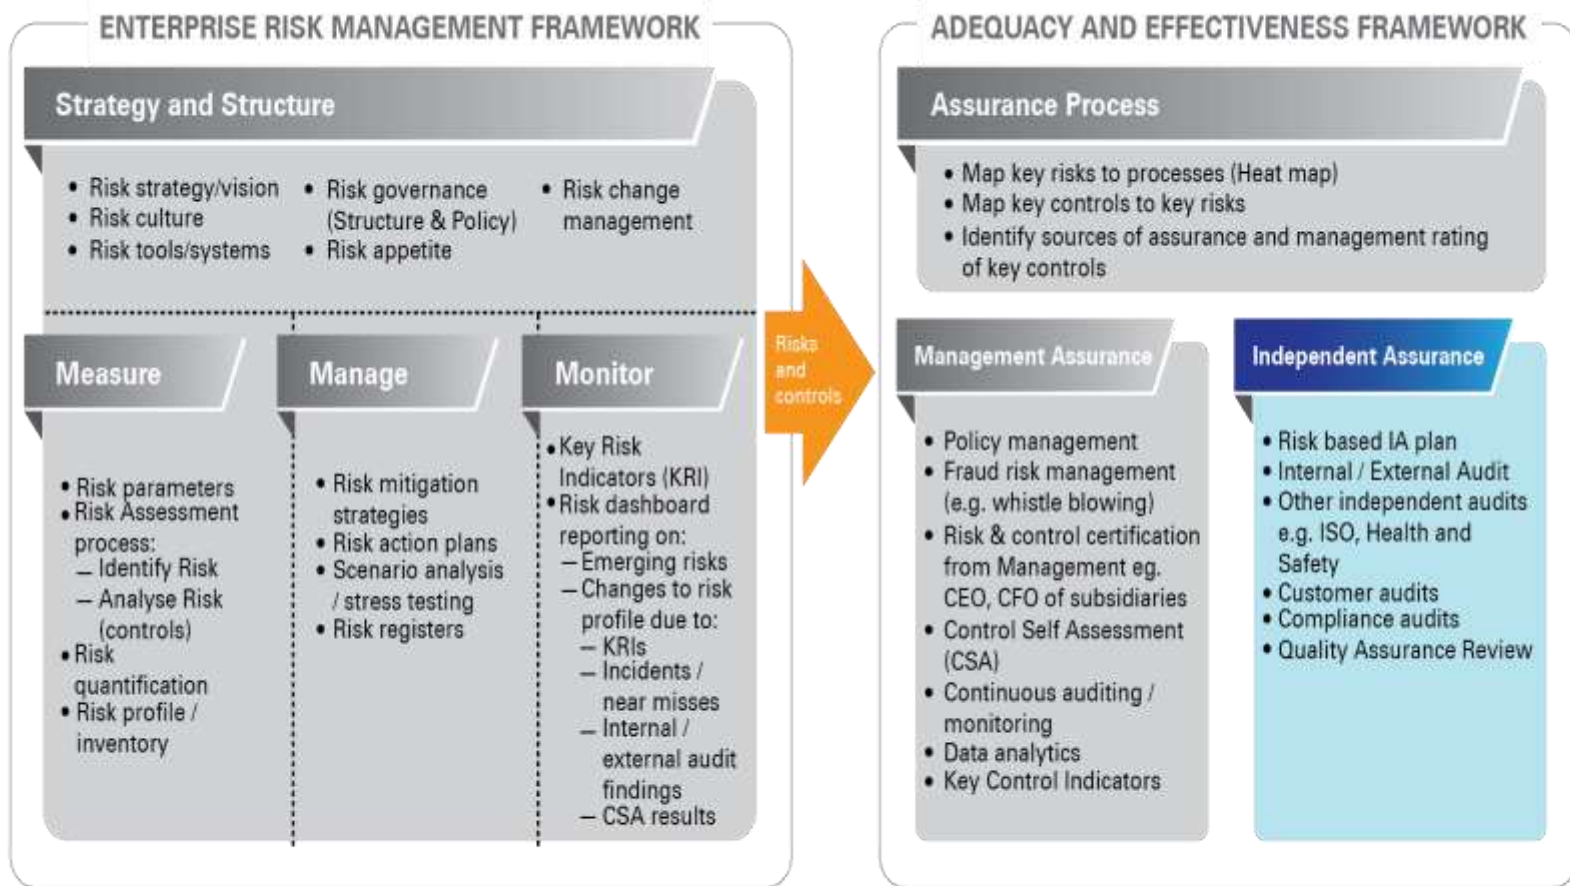 ENTERPRISE RISK MANAGEMENT FRAMEWORK
Strategy and Structure
• Risk strategy/vision
• Risk culture
• Risk tools/systems
• Risk governance
(Structure & Policy)
• Risk appetite
• Risk change
management
Measure
• Risk parameters
• Risk Assessment
process:
– Identify Risk
– Analyse Risk
(controls)
• Risk
quantification
• Risk profile /
inventory
Manage
• Risk mitigation
strategies
• Risk action plans
• Scenario analysis
/ stress testing
• Risk registers
Monitor
• Key Risk
Indicators (KRI)
• Risk dashboard
reporting on:
– Emerging risks
– Changes to risk
profile due to:
– KRIs
– Incidents /
near misses
– Internal /
external audit
findings
– CSA results
Risks
and
controls
ADEQUACY AND EFFECTIVENESS FRAMEWORK
Assurance Process
• Map key risks to processes (Heat map)
• Map key controls to key risks
• Identify sources of assurance and management rating
of key controls
Management Assurance
• Policy management
• Fraud risk management
(e.g. whistle blowing)
• Risk & control certification
from Management eg.
CEO, CFO of subsidiaries
• Control Self Assessment
(CSA)
• Continuous auditing /
monitoring
• Data analytics
• Key Control Indicators
Independent Assurance
• Risk based IA plan
• Internal / External Audit
• Other independent audits
e.g. ISO, Health and
Safety
• Customer audits
• Compliance audits
• Quality Assurance Review